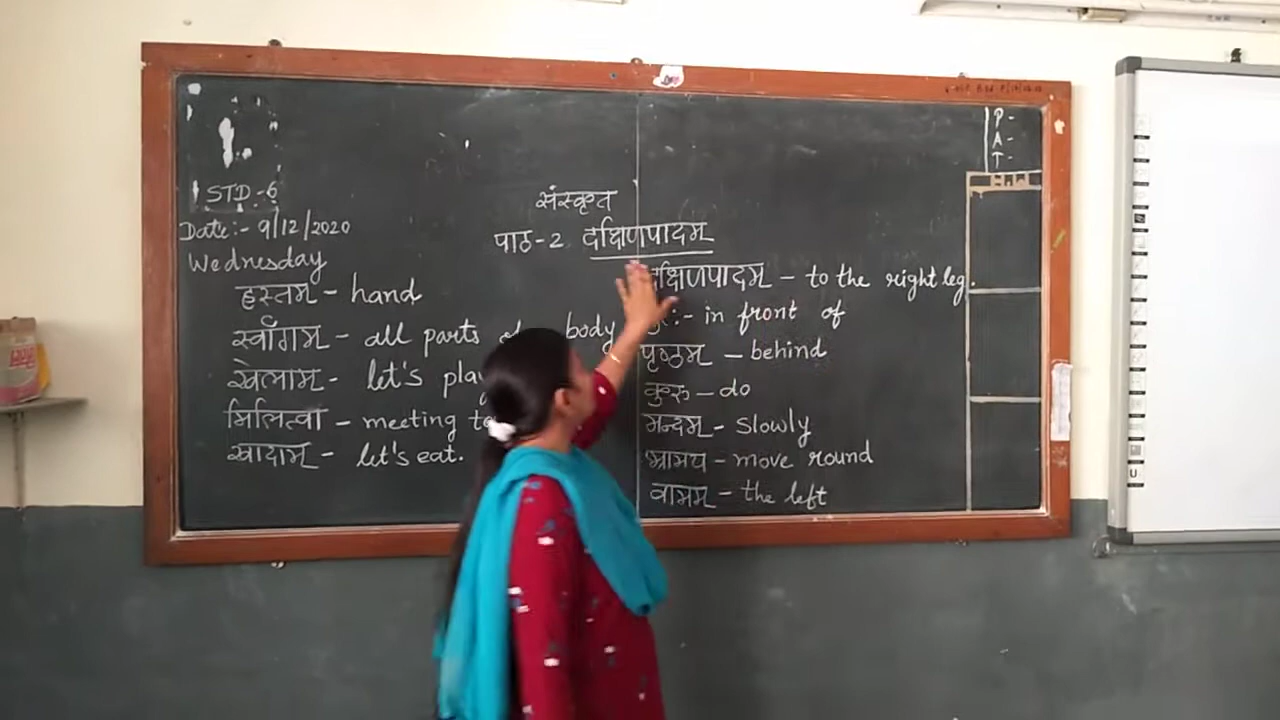 STD.-6
Date:- 9/12/2020
Wednesday
संस्कृत
पाठ-2 दक्षिणपादम्
हस्तम् - hand
स्वाँगम् - all parts body
खेलाम - let's play
मिलित्वा - meeting
खादाम् - let's eat.
दक्षिणपादम् - to the right leg.
:- in front of
पृष्ठम् - behind
कुरु - do
मन्दम् - slowly
भ्रामय - move round
वामम् - the left
P-
A-
T-